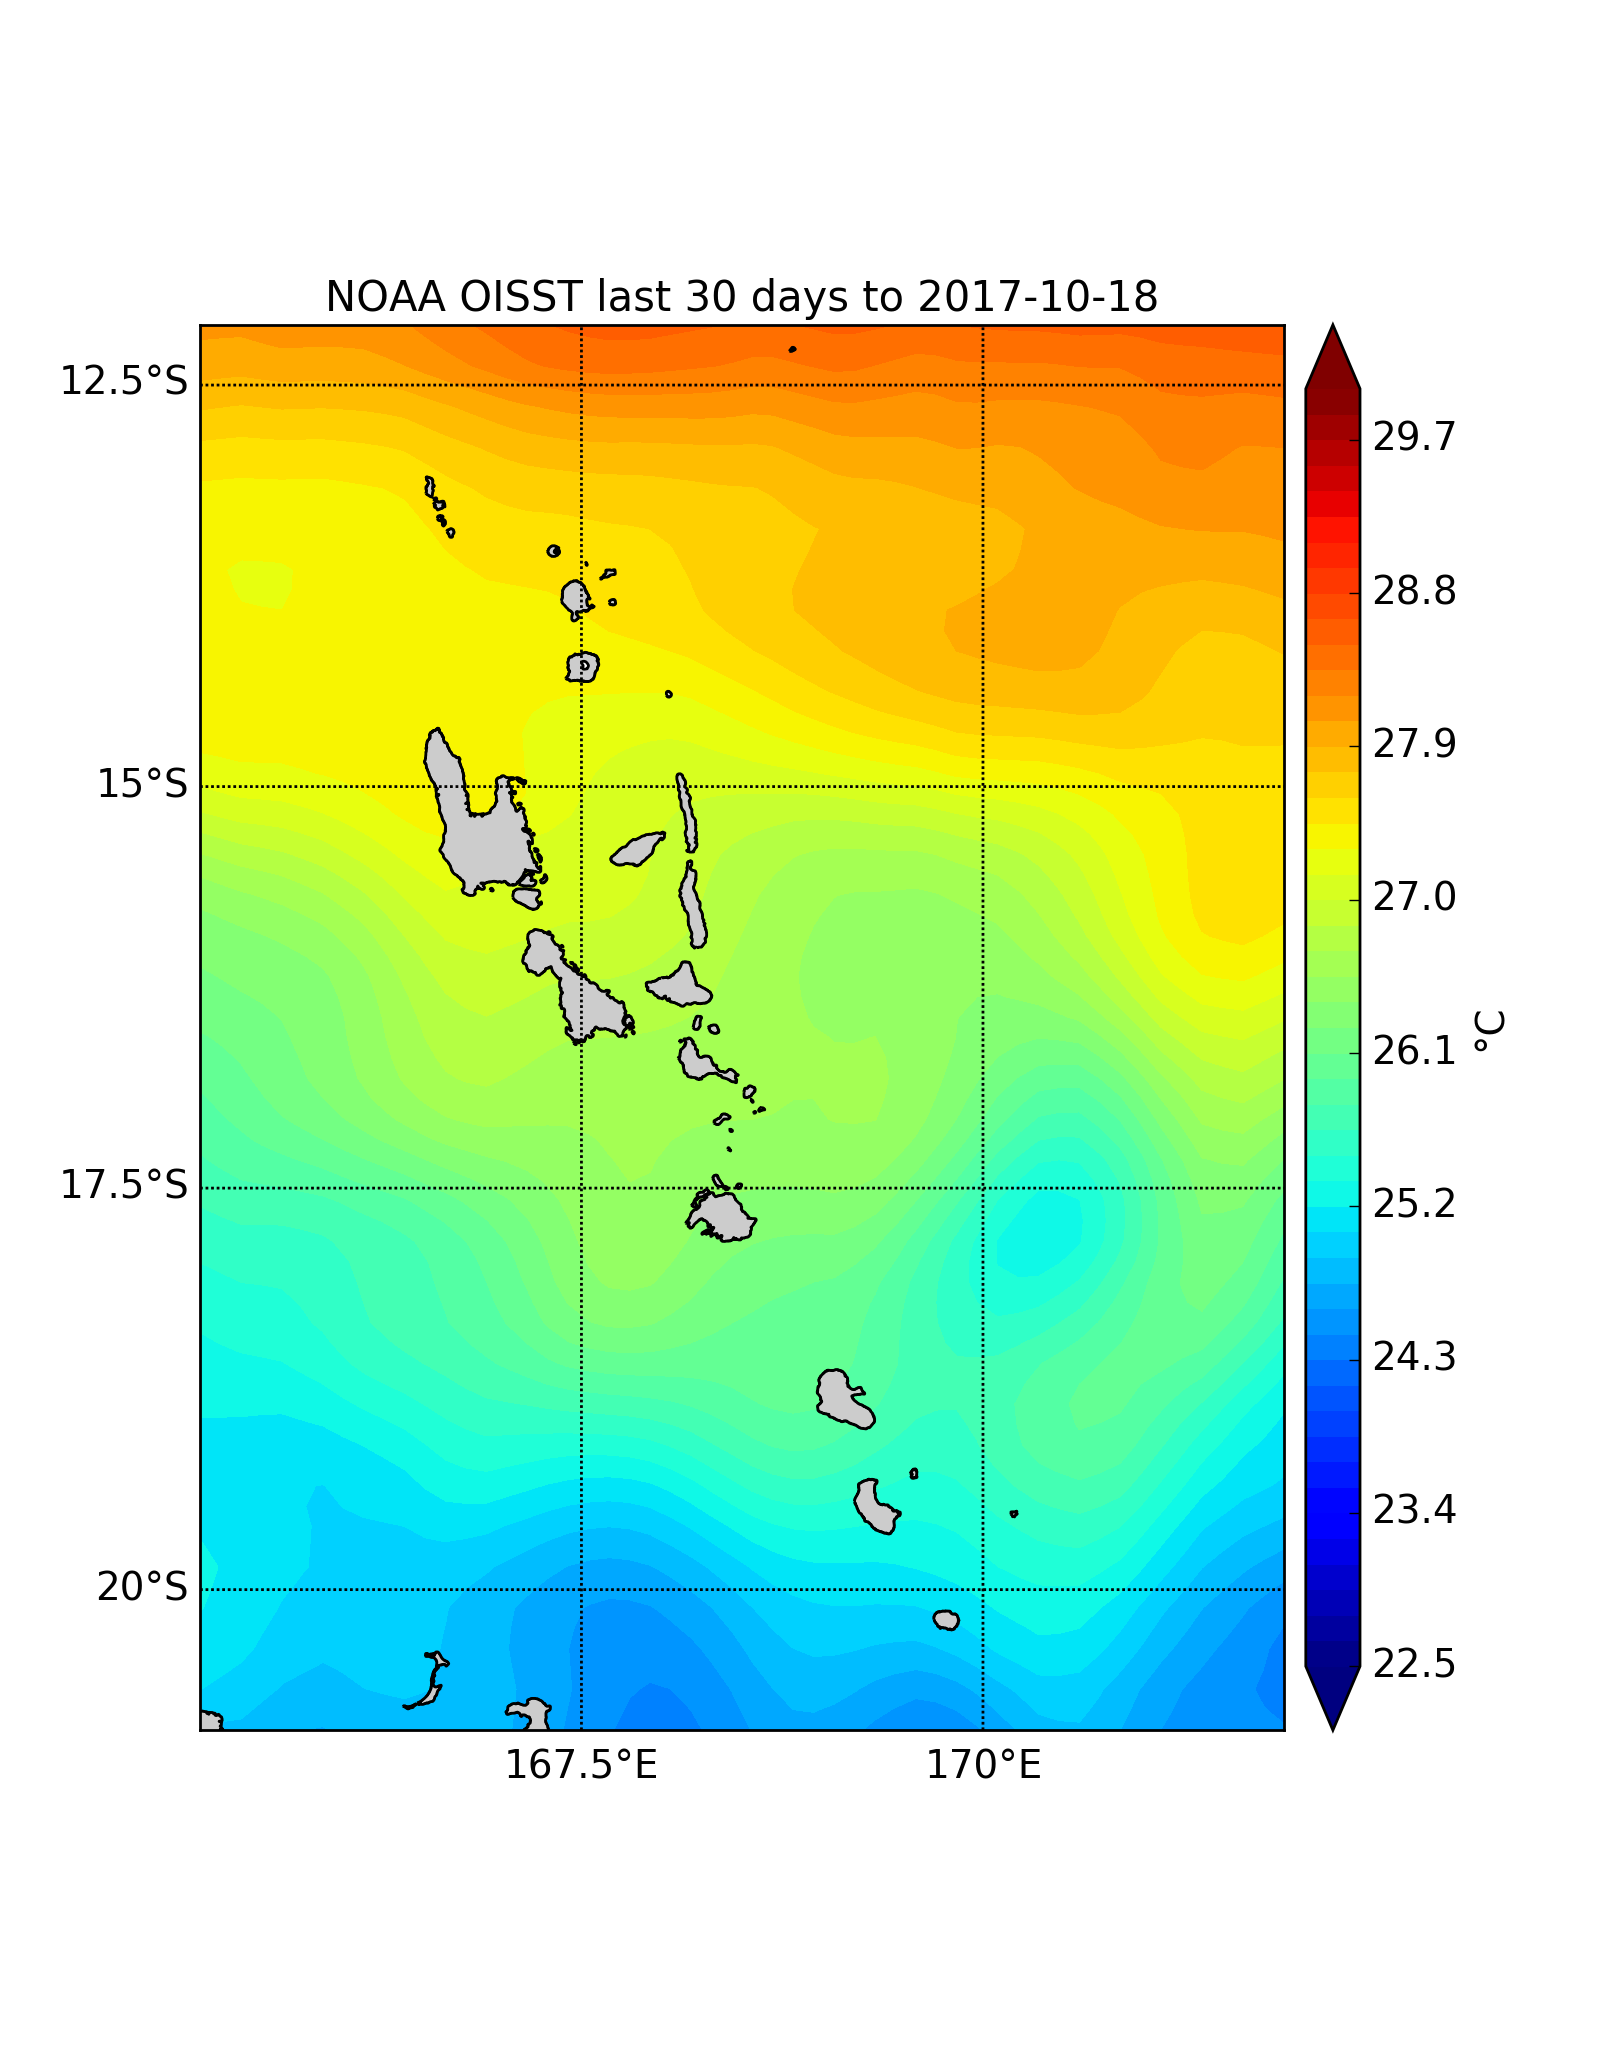 NOAA OISST last 30 days to 2017-10-18
12.5°S
15°S
17.5°S
20°S
167.5°E
170°E
29.7
28.8
27.9
27.0
26.1
25.2
24.3
23.4
22.5
°C